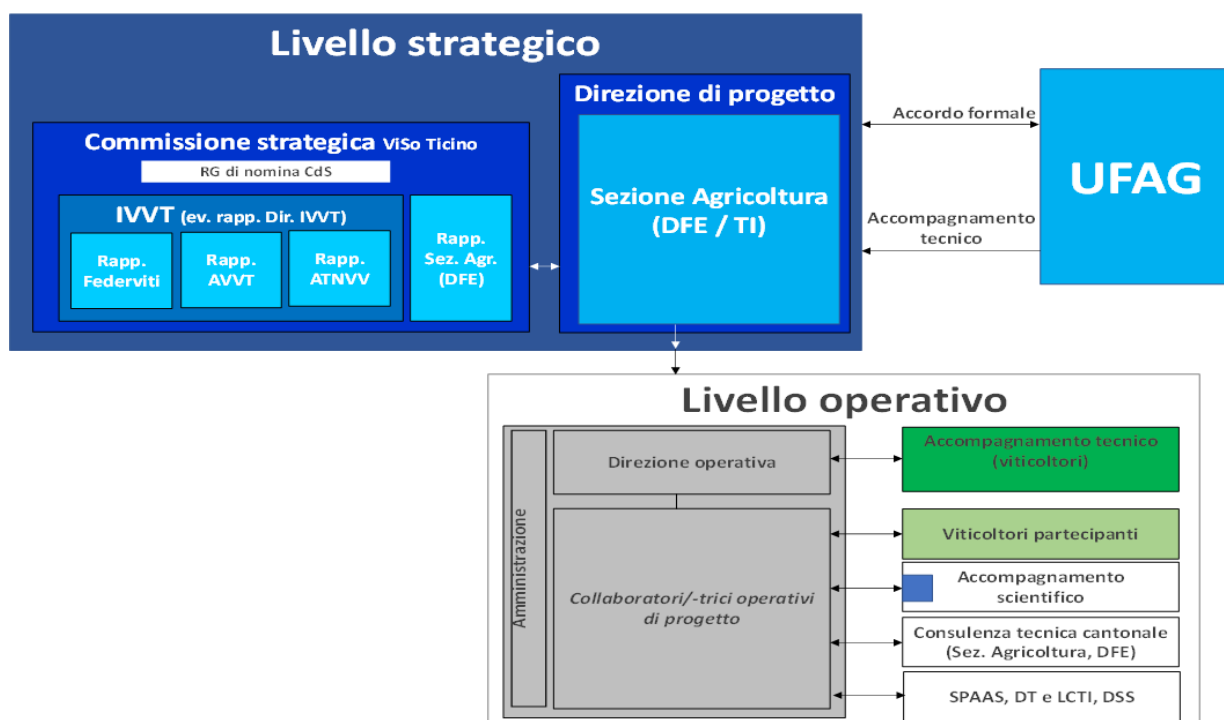 Livello strategico
Direzione di progetto
Commissione strategica ViSo Ticino
RG di nomina CdS
IVVT (ev. rapp. Dir. IVVT)
Rapp.
Federviti
Rapp.
AVVT
Rapp.
ATNVV
Rapp.
Sez. Agr.
(DFE)
Sezione Agricoltura
(DFE / TI)
Accordo formale
Accompagnamento
tecnico
UFAG
Livello operativo
Amministrazione
Direzione operativa
Collaboratori/-trici operativi
di progetto
Accompagnamento tecnico
(viticoltori)
Viticoltori partecipanti
Accompagnamento
scientifico
Consulenza tecnica cantonale
(Sez. Agricoltura, DFE)
SPAAS, DT e LCTI, DSS